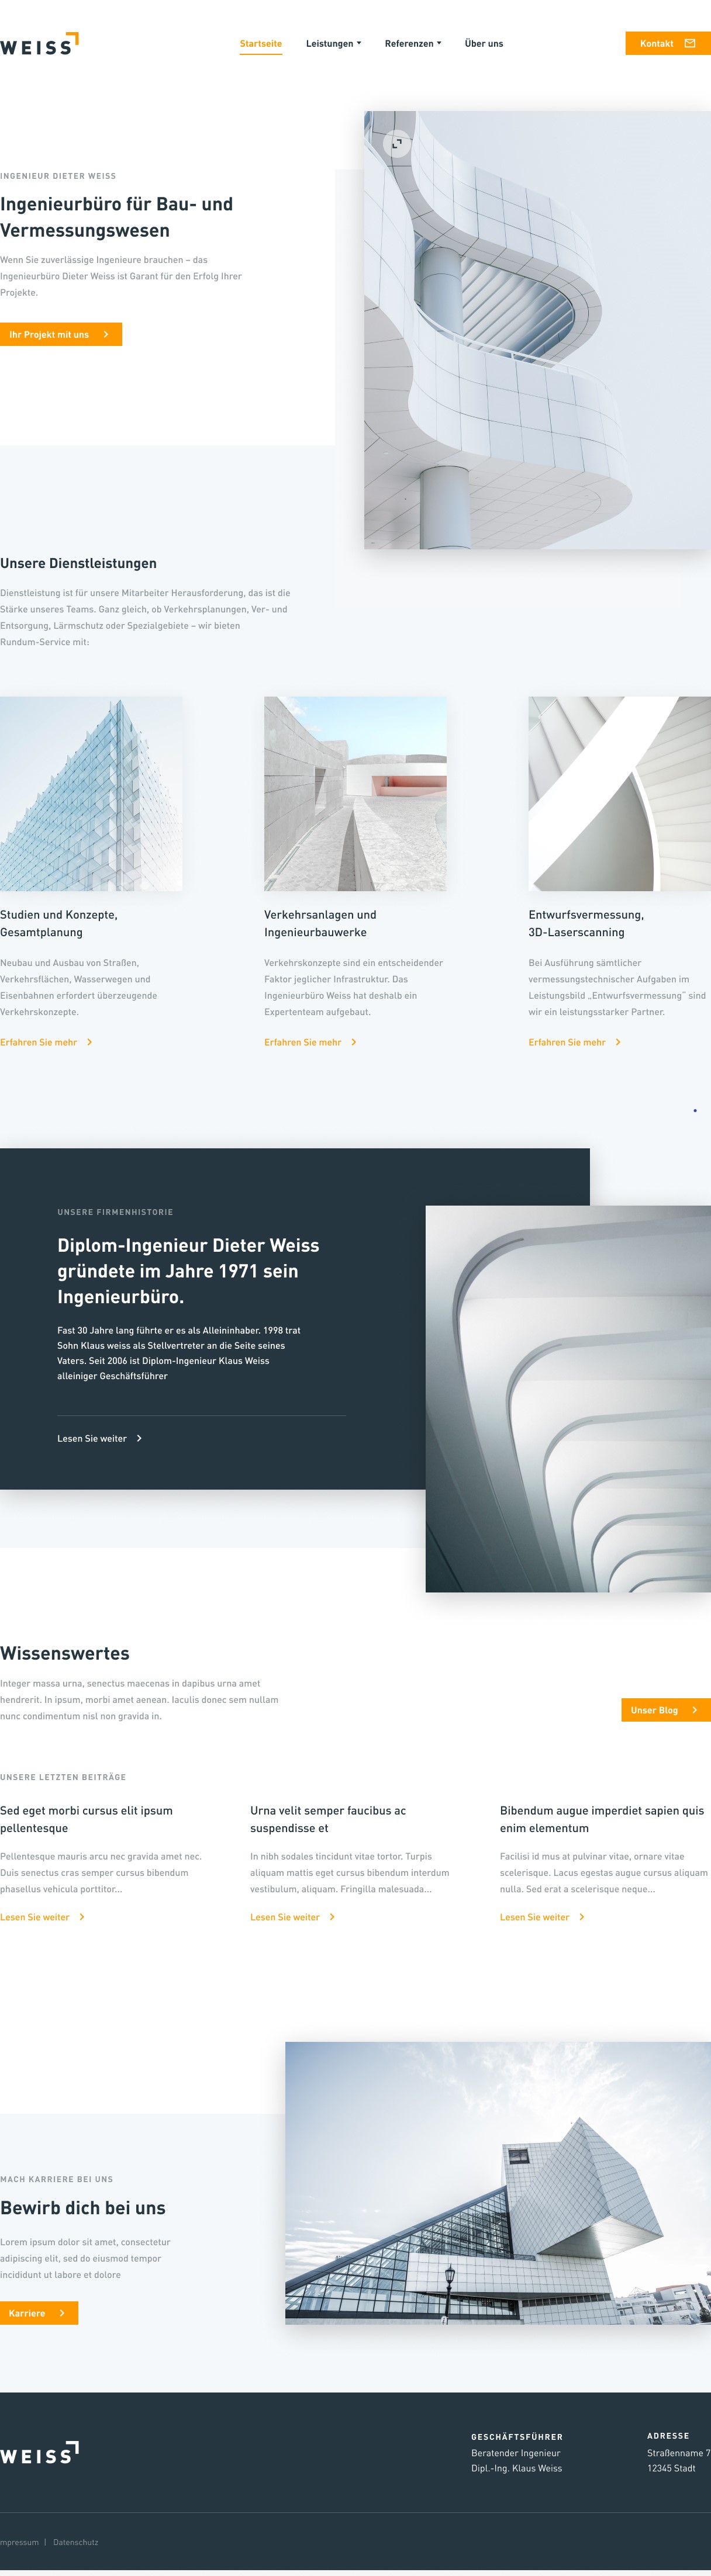 WEISS
Startseite
Leistungen
Referenzen
Über uns
Kontakt
INGENIEUR DIETER WEISS
Ingenieurbüro für Bau- und
Vermessungswesen
Wenn Sie zuverlässige Ingenieure brauchen – das
Ingenieurbüro Dieter Weiss ist Garant für den Erfolg Ihrer
Projekte.
Ihr Projekt mit uns
Unsere Dienstleistungen
Dienstleistung ist für unsere Mitarbeiter Herausforderung, das ist die
Stärke unseres Teams. Ganz gleich, ob Verkehrsplanungen, Ver- und
Entsorgung, Lärmschutz oder Spezialgebiete – wir bieten
Rundum-Service mit:
Studien und Konzepte,
Gesamtplanung
Neubau und Ausbau von Straßen,
Verkehrsflächen, Wasserwegen und
Eisenbahnen erfordert überzeugende
Verkehrskonzepte.
Erfahren Sie mehr
Verkehrsanlagen und
Ingenieurbauwerke
Verkehrskonzepte sind ein entscheidender
Faktor jeglicher Infrastruktur. Das
Ingenieurbüro Weiss hat deshalb ein
Expertenteam aufgebaut.
Erfahren Sie mehr
Entwurfsvermessung,
3D-Laserscanning
Bei Ausführung sämtlicher
vermessungstechnischer Aufgaben im
Leistungsbild „Entwurfsvermessung“ sind
wir ein leistungsstarker Partner.
Erfahren Sie mehr
UNSERE FIRMENHISTORIE
Diplom-Ingenieur Dieter Weiss
gründete im Jahre 1971 sein
Ingenieurbüro.
Fast 30 Jahre lang führte er es als Alleininhaber. 1998 trat
Sohn Klaus weiss als Stellvertreter an die Seite seines
Vaters. Seit 2006 ist Diplom-Ingenieur Klaus Weiss
alleiniger Geschäftsführer
Lesen Sie weiter
Wissenswertes
Integer massa urna, senectus maecenas in dapibus urna amet
hendrerit. In ipsum, morbi amet aenean. Iaculis donec sem nullam
nunc condimentum nisl non gravida in.
Unser Blog
UNSERE LETZTEN BEITRÄGE
Sed eget morbi cursus elit ipsum
pellentesque
Pellentesque mauris arcu nec gravida amet nec.
Duis senectus cras semper cursus bibendum
phasellus vehicula porttitor...
Lesen Sie weiter
Urna velit semper faucibus ac
suspendisse et
In nibh sodales tincidunt vitae tortor. Turpis
aliquam mattis eget cursus bibendum interdum
vestibulum, aliquam. Fringilla malesuada...
Lesen Sie weiter
Bibendum augue imperdiet sapien quis
enim elementum
Facilisi id mus at pulvinar vitae, ornare vitae
scelerisque. Lacus egestas augue cursus aliquam
nulla. Sed erat a scelerisque neque...
Lesen Sie weiter
MACH KARRIERE BEI UNS
Bewirb dich bei uns
Lorem ipsum dolor sit amet, consectetur
adipiscing elit, sed do eiusmod tempor
incididunt ut labore et dolore
Karriere
WEISS
GESCHÄFTSFÜHRER
Beratender Ingenieur
Dipl.-Ing. Klaus Weiss
ADRESSE
Straßenname 7
12345 Stadt
mpressum | Datenschutz